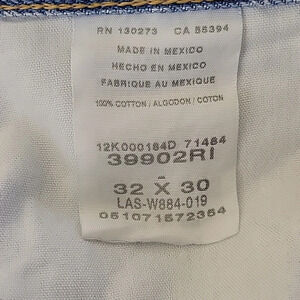 RN 130273 CA 55394
MADE IN MEXICO
HECHO EN MEXICO
FABRIQUE AU MEXIQUE
100% COTTON / ALGODON / COTON
12K000184D 71484
39902RI
32 X 30
LAS-W884-019
051071572354